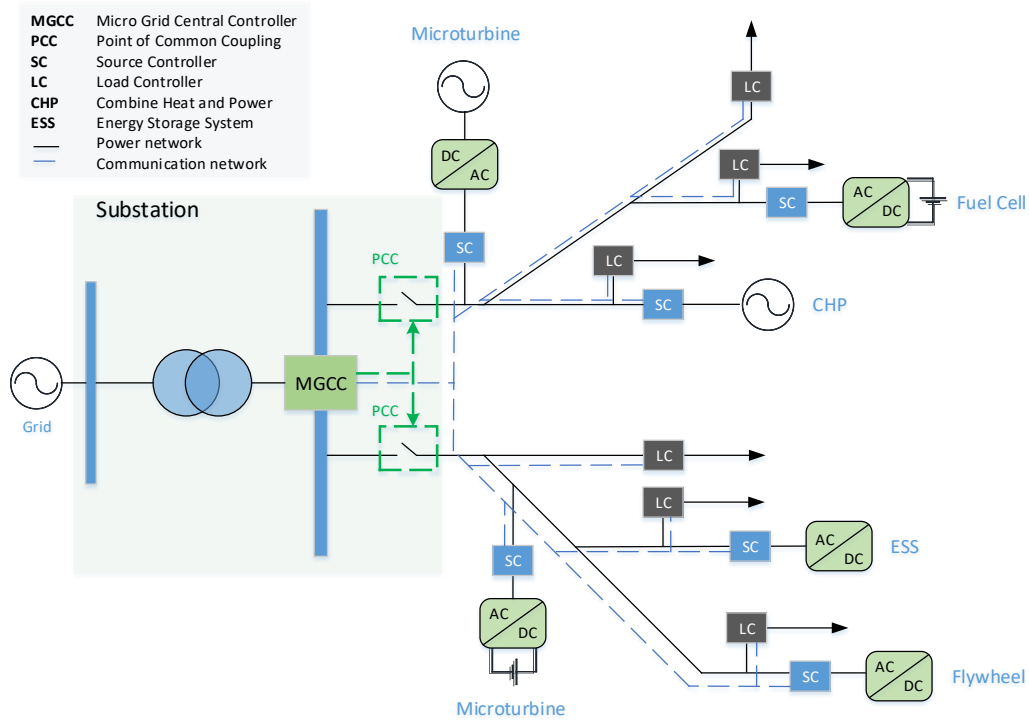 MGCC Micro Grid Central Controller
PCC Point of Common Coupling
SC Source Controller
LC Load Controller
CHP Combine Heat and Power
ESS Energy Storage System
Power network
Communication network
Microturbine
DC
AC
SC
LC
LC
SC
AC
DC
Fuel Cell
Substation
PCC
LC
SC
CHP
Grid
MGCC
PCC
LC
LC
SC
AC
DC
ESS
SC
AC
DC
Microturbine
LC
SC
AC
DC
Flywheel